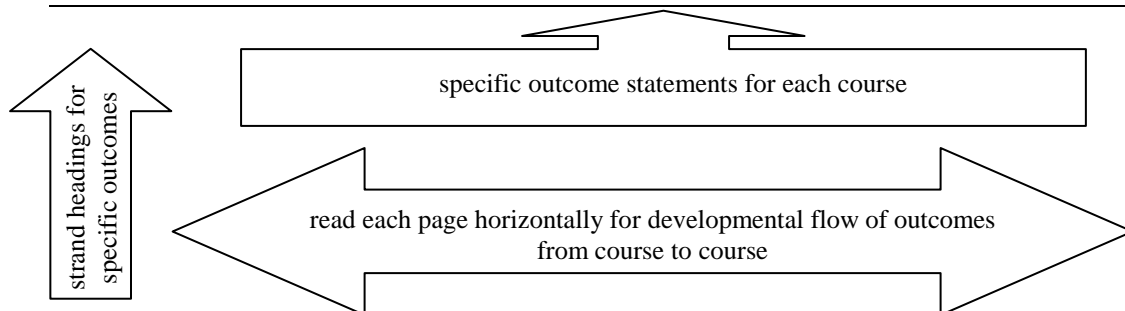 specific outcome statements for each course
strand headings for
specific outcomes
read each page horizontally for developmental flow of outcomes
from course to course